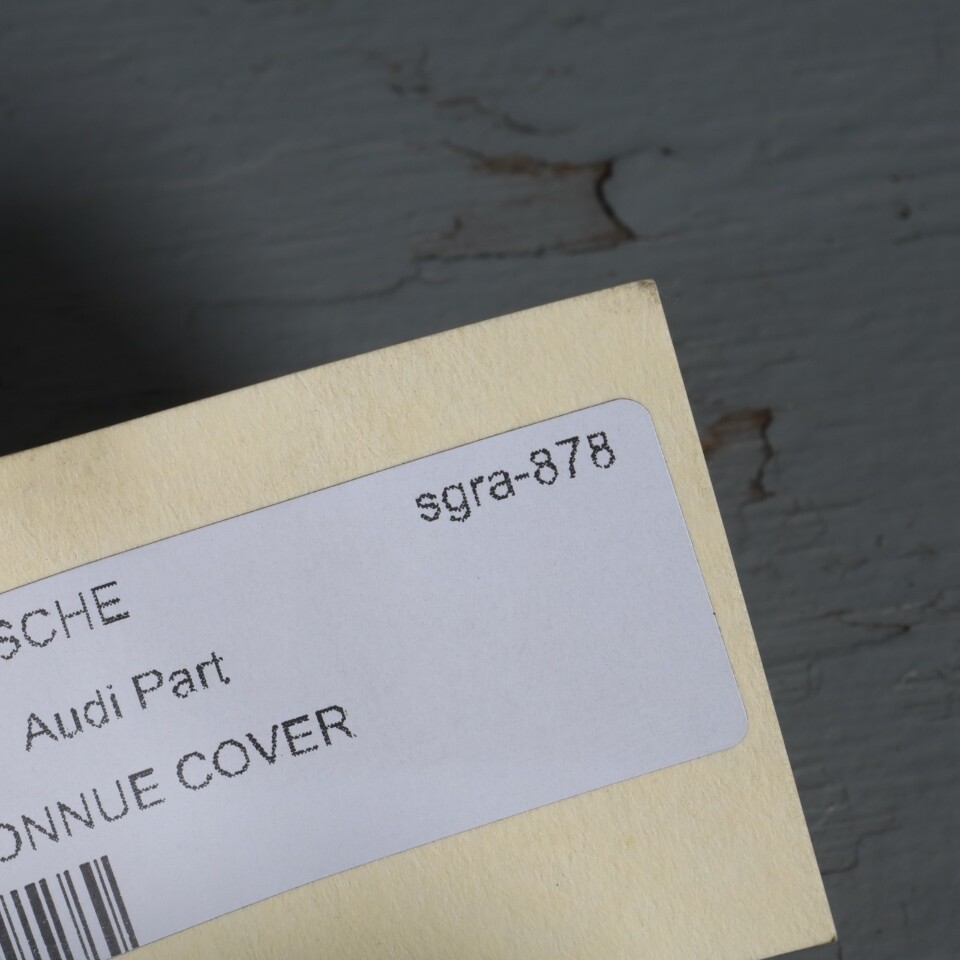 sgra-878
SCHE
Audi Part
ONNUE COVER